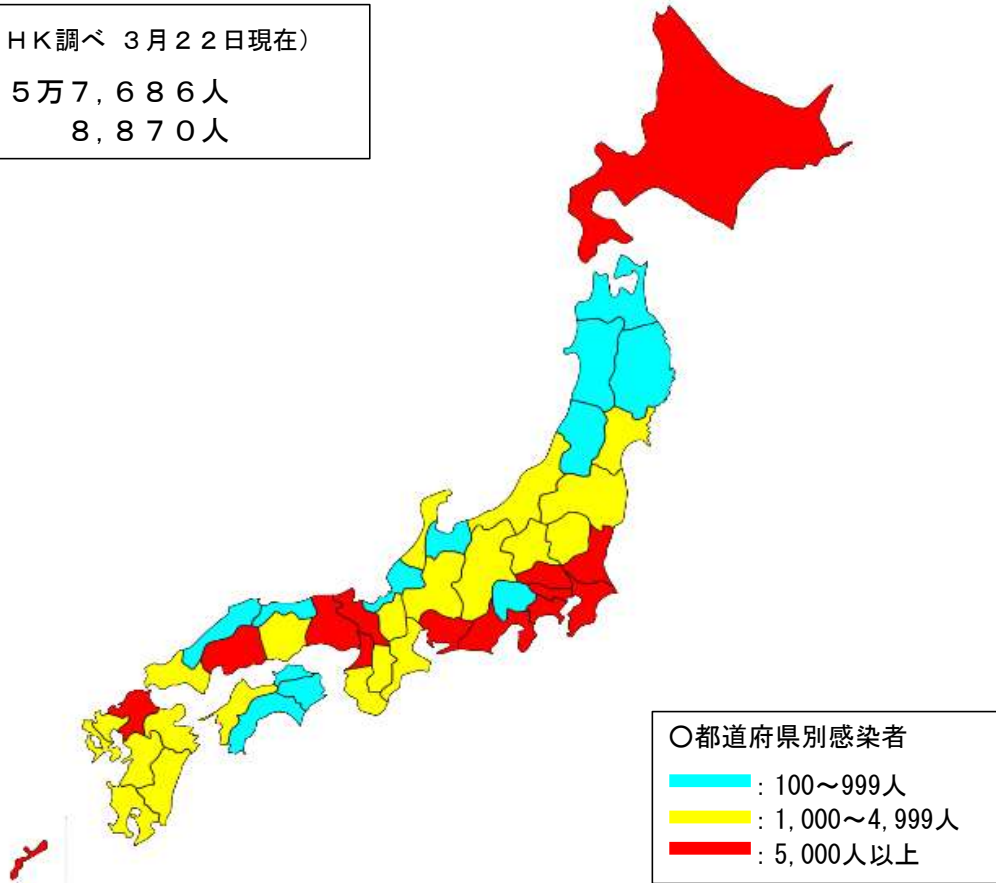 ＨＫ調べ ３月２２日現在）
５万７,６８６人
８,８７０人
○都道府県別感染者
：100～999人
：1,000～4,999人
：5,000人以上